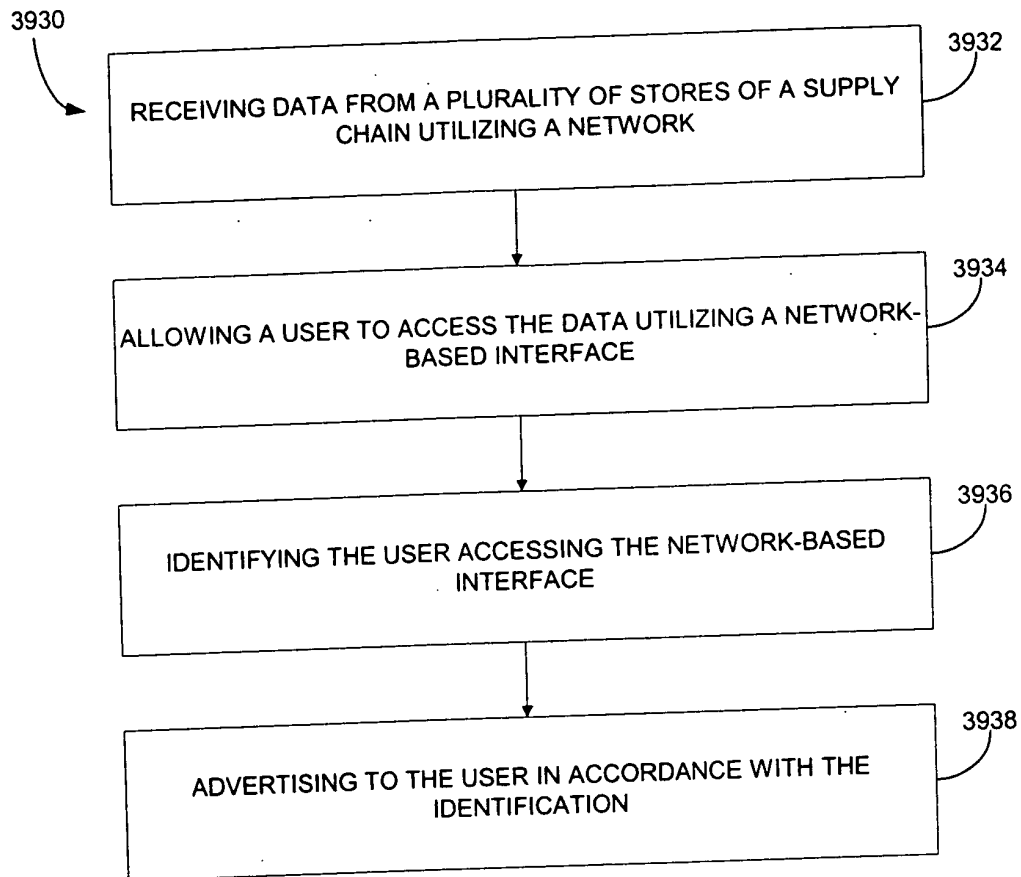 3930
3932
RECEIVING DATA FROM A PLURALITY OF STORES OF A SUPPLY
CHAIN UTILIZING A NETWORK
3934
ALLOWING A USER TO ACCESS THE DATA UTILIZING A NETWORK-
BASED INTERFACE
3936
IDENTIFYING THE USER ACCESSING THE NETWORK-BASED
INTERFACE
3938
ADVERTISING TO THE USER IN ACCORDANCE WITH THE
IDENTIFICATION